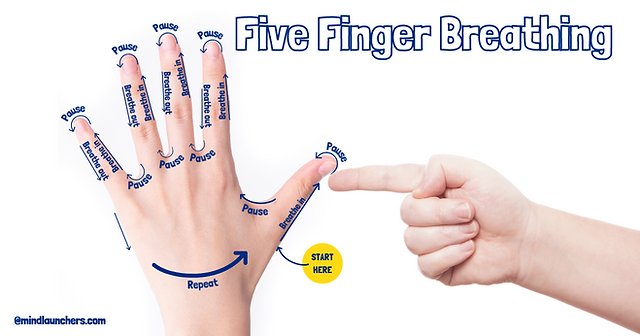 Five Finger Breathing
Pause
Pause
Pause
Pause
Pause
Breathe in
Breathe out
Breathe in
Breathe out
Breathe in
Breathe out
Breathe in
Breathe out
Pause
Pause
Pause
Pause
Breathe in
START
HERE
Repeat
@mindlaunchers.com